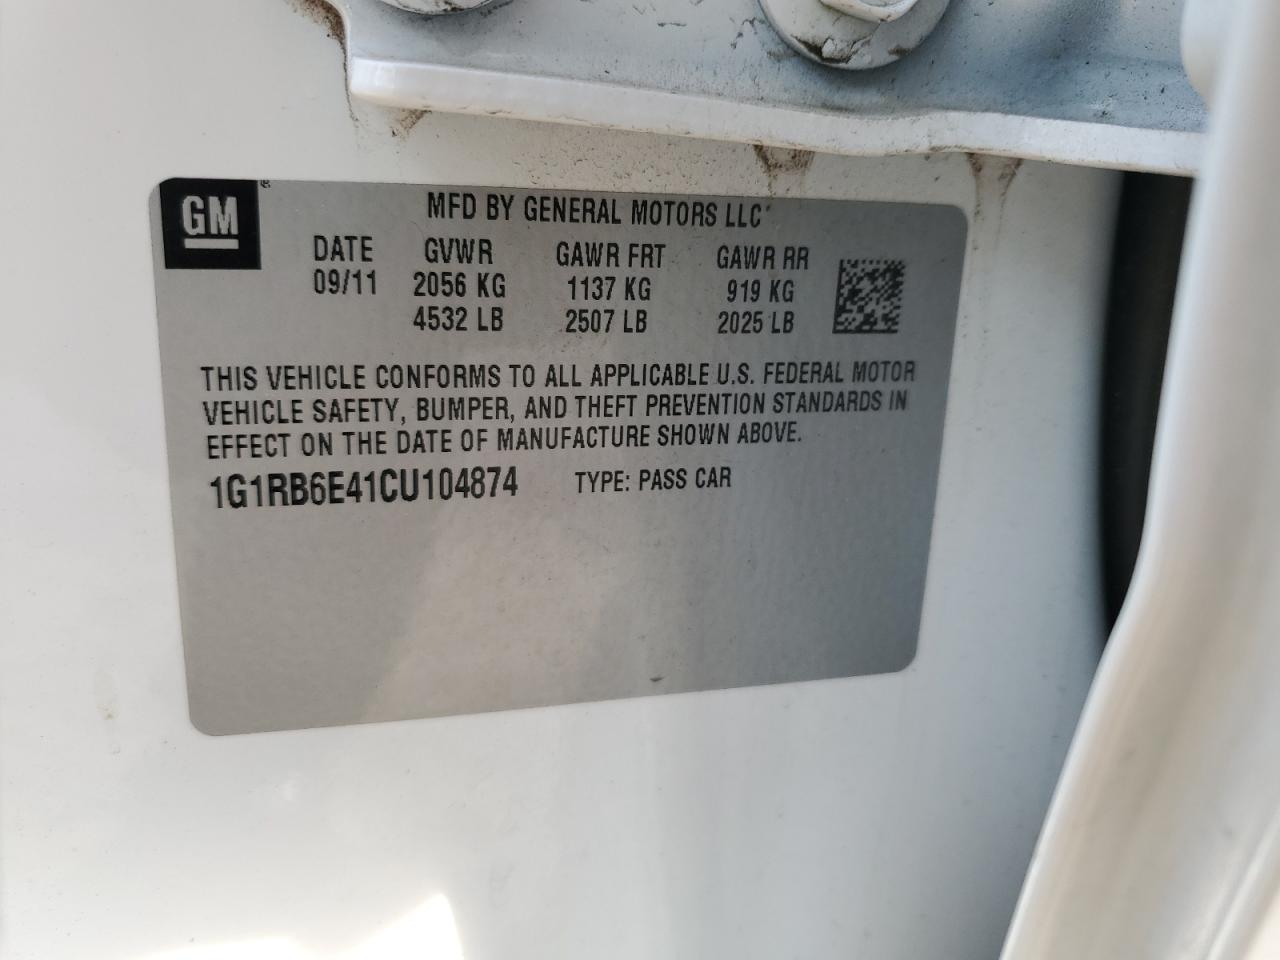 GM®
MFD BY GENERAL MOTORS LLC
DATE GVWR GAWR FRT GAWR RR
09/11 2056 KG 1137 KG 919 KG
4532 LB 2507 LB 2025 LB
THIS VEHICLE CONFORMS TO ALL APPLICABLE U.S. FEDERAL MOTOR
VEHICLE SAFETY, BUMPER, AND THEFT PREVENTION STANDARDS IN
EFFECT ON THE DATE OF MANUFACTURE SHOWN ABOVE.
1G1RB6E41CU104874 TYPE: PASS CAR